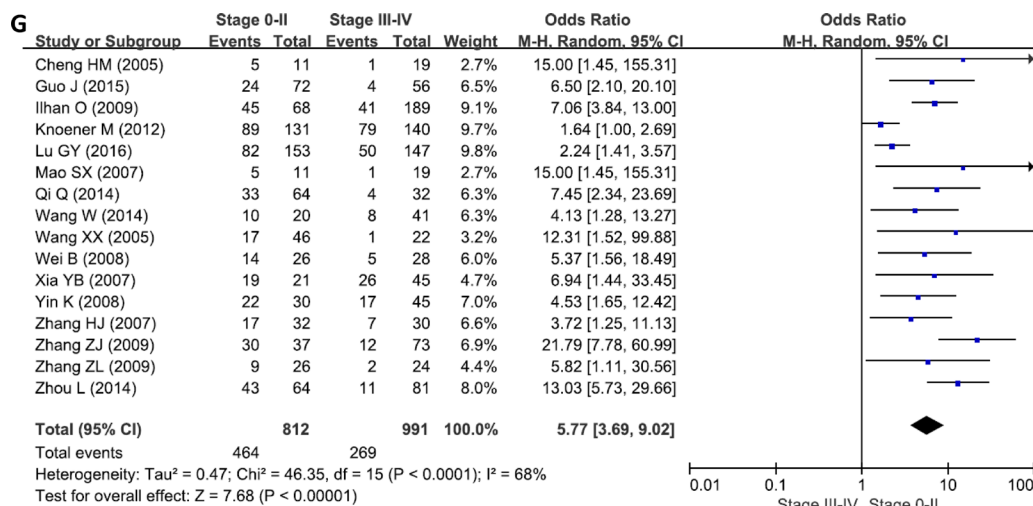 G
Stage 0-II Stage III-IV Odds Ratio Odds Ratio
Study or Subgroup Events Total Events Total Weight M-H, Random, 95% CI M-H, Random, 95% CI
Cheng HM (2005) 5 11 1 19 2.7% 15.00 [1.45, 155.31]
Guo J (2015) 24 72 4 56 6.5% 6.50 [2.10, 20.10]
Ilhan O (2009) 45 68 41 189 9.1% 7.06 [3.84, 13.00]
Knoener M (2012) 89 131 79 140 9.7% 1.64 [1.00, 2.69]
Lu GY (2016) 82 153 50 147 9.8% 2.24 [1.41, 3.57]
Mao SX (2007) 5 11 1 19 2.7% 15.00 [1.45, 155.31]
Qi Q (2014) 33 64 4 32 6.4% 7.45 [2.34, 23.69]
Wang W (2014) 10 20 8 41 6.3% 4.13 [1.28, 13.27]
Wang XX (2005) 17 46 1 22 3.2% 12.31 [1.52, 99.88]
Wei B (2008) 14 26 5 28 6.0% 5.37 [1.56, 18.49]
Xia YB (2007) 19 21 26 45 4.7% 6.94 [1.44, 33.45]
Yin K (2008) 22 30 17 45 7.0% 4.53 [1.65, 12.42]
Zhang HJ (2007) 17 32 7 30 6.6% 3.72 [1.25, 11.13]
Zhang ZJ (2009) 30 37 12 73 6.9% 21.79 [7.78, 60.99]
Zhang ZL (2009) 9 26 2 24 4.4% 5.82 [1.11, 30.56]
Zhou L (2014) 43 64 11 81 8.0% 13.03 [5.73, 29.66]
Total (95% CI) 812 991 100.0% 5.77 [3.69, 9.02]
Total events 464 269
Heterogeneity: Tau² = 0.47; Chi² = 46.35, df = 15 (P < 0.0001); I² = 68%
Test for overall effect: Z = 7.68 (P < 0.00001)
0.01 0.1 1 10 100
Stage III-IV Stage 0-II